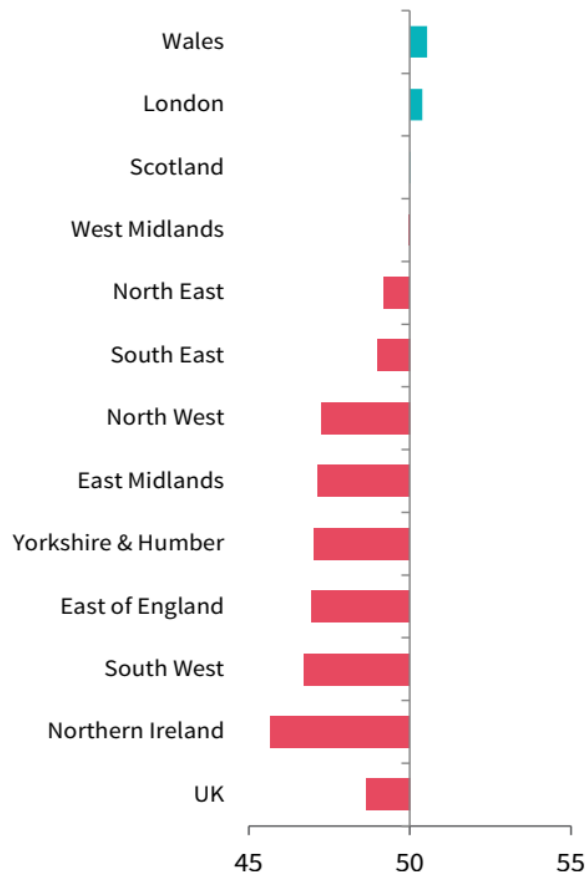 Wales
London
Scotland
West Midlands
North East
South East
North West
East Midlands
Yorkshire & Humber
East of England
South West
Northern Ireland
UK
45 50 55